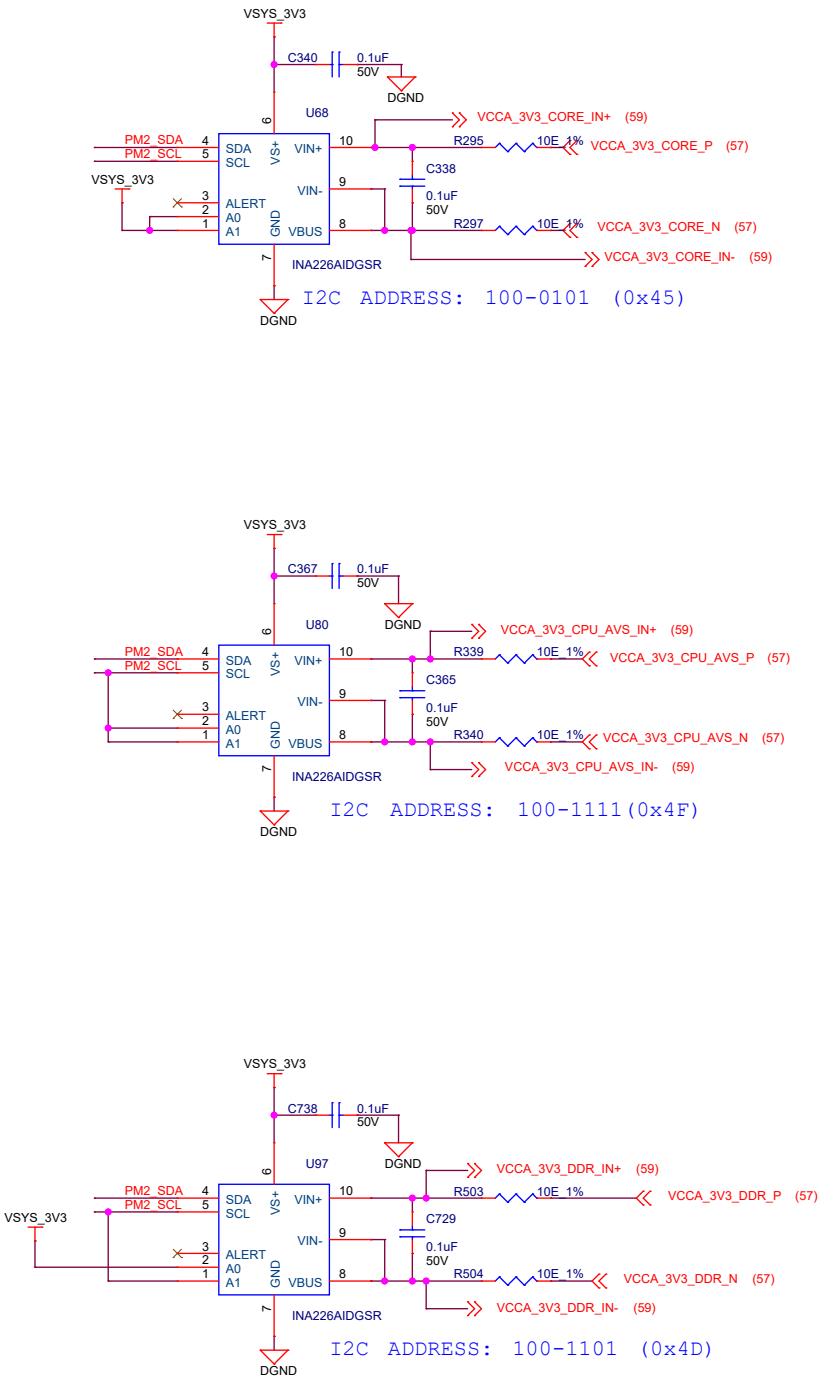 VSYS_3V3
C340 0.1uF
50V
DGND
U68
VCCA_3V3_CORE_IN+ (59)
6
VS+
PM2_SDA 4 SDA VIN+ 10 R295 10E_1% VCCA_3V3_CORE_P (57)
PM2_SCL 5 SCL
C338
VSYS_3V3
VIN- 9
0.1uF
50V
3 ALERT
2 A0
1 A1 GND VBUS 8 R297 10E_1% VCCA_3V3_CORE_N (57)
7
INA226AIDGSR
VCCA_3V3_CORE_IN- (59)
I2C ADDRESS: 100-0101 (0x45)
DGND
VSYS_3V3
C367 0.1uF
50V
DGND
U80
VCCA_3V3_CPU_AVS_IN+ (59)
6
VS+
PM2_SDA 4 SDA VIN+ 10 R339 10E_1% VCCA_3V3_CPU_AVS_P (57)
PM2_SCL 5 SCL
C365
VIN- 9
0.1uF
50V
3 ALERT
2 A0
1 A1 GND VBUS 8 R340 10E_1% VCCA_3V3_CPU_AVS_N (57)
7
INA226AIDGSR
VCCA_3V3_CPU_AVS_IN- (59)
I2C ADDRESS: 100-1111(0x4F)
DGND
VSYS_3V3
C738 0.1uF
50V
DGND
U97
VCCA_3V3_DDR_IN+ (59)
6
VS+
PM2_SDA 4 SDA VIN+ 10 R503 10E_1% VCCA_3V3_DDR_P (57)
PM2_SCL 5 SCL
C729
VSYS_3V3
VIN- 9
0.1uF
50V
3 ALERT
2 A0
1 A1 GND VBUS 8 R504 10E_1% VCCA_3V3_DDR_N (57)
7
INA226AIDGSR
VCCA_3V3_DDR_IN- (59)
I2C ADDRESS: 100-1101 (0x4D)
DGND